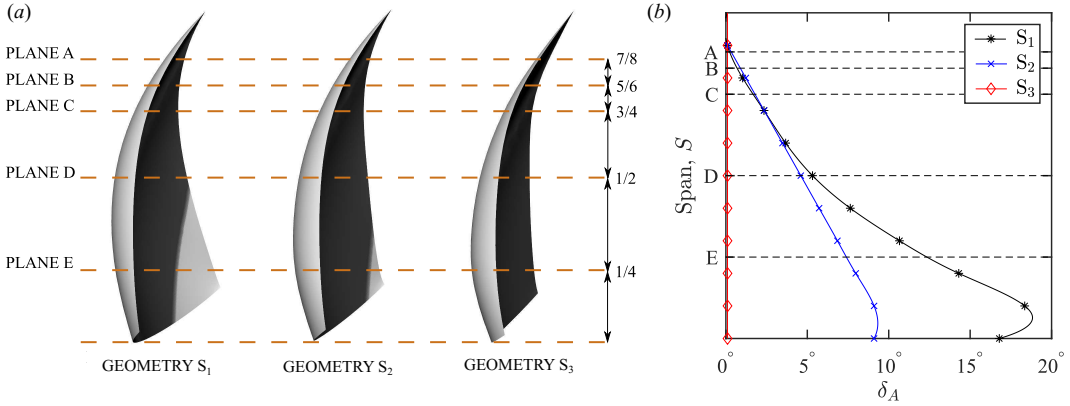 (a)
PLANE A
PLANE B
PLANE C
PLANE D
PLANE E
7/8
5/6
3/4
1/2
1/4
GEOMETRY S₁
GEOMETRY S₂
GEOMETRY S₃
(b)
S₁
S₂
S₃
A
B
C
D
E
Span, S
0° 5° 10° 15° 20°
δ_A